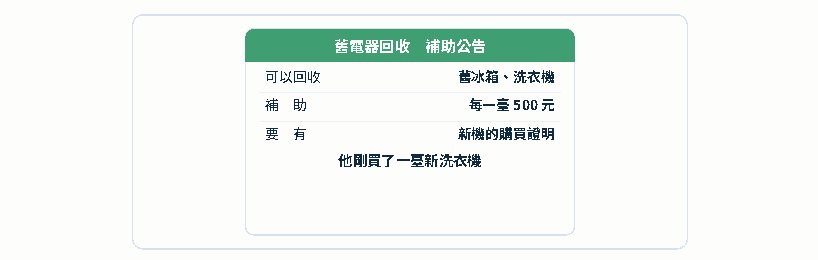 舊電器回收　補助公告
可以回收　舊冰箱、洗衣機
補　助　每一臺 500 元
要　有　新機的購買證明
他剛買了一臺新洗衣機